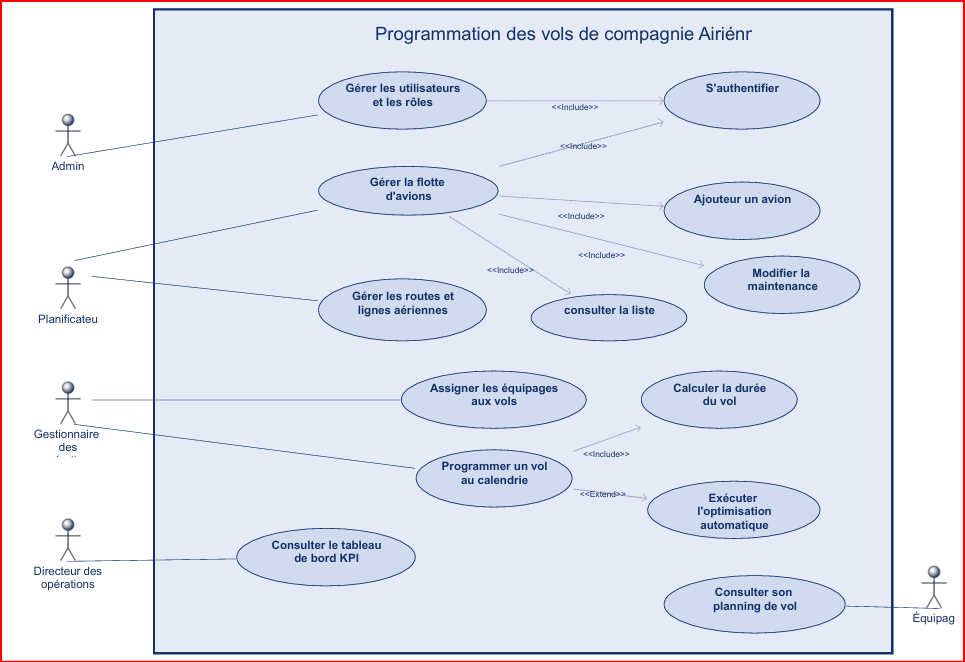 Programmation des vols de compagnie Airiénr
Gérer les utilisateurs
et les rôles
<<Include>>
S'authentifier
Admin
<<Include>>
Gérer la flotte
d'avions
Ajouteur un avion
<<Include>>
<<Include>>
<<Include>>
Modifier la
maintenance
Planificateu
Gérer les routes et
lignes aériennes
consulter la liste
Assigner les équipages
aux vols
Calculer la durée
du vol
Gestionnaire
des
<<Include>>
Programmer un vol
au calendrie
<<Extend>>
Exécuter
l'optimisation
automatique
Consulter le tableau
de bord KPI
Directeur des
opérations
Consulter son
planning de vol
Équipag